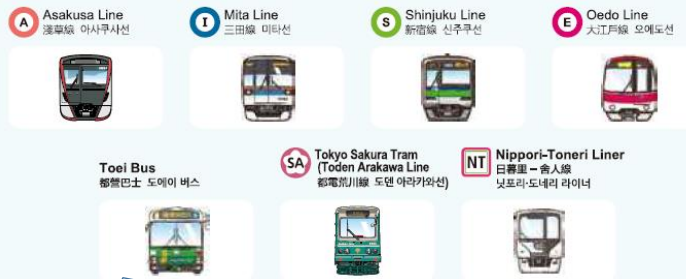 A Asakusa Line
淺草線 아사쿠사선
I Mita Line
三田線 미타선
S Shinjuku Line
新宿線 신주쿠선
E Oedo Line
大江戶線 오에도선
Toei Bus
都營巴士 도에이 버스
SA Tokyo Sakura Tram
(Toden Arakawa Line
都電荒川線 도덴 아라카와선)
NT Nippori-Toneri Liner
日暮里 – 舍人線
닛포리·도네리 라이너